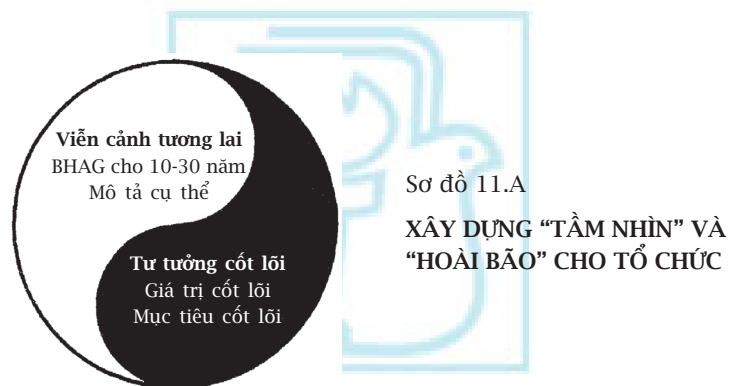 Viễn cảnh tương lai
BHAG cho 10-30 năm
Mô tả cụ thể
Tư tưởng cốt lõi
Giá trị cốt lõi
Mục tiêu cốt lõi
Sơ đồ 11.A
XÂY DỰNG “TẦM NHÌN” VÀ
“HOÀI BÃO” CHO TỔ CHỨC